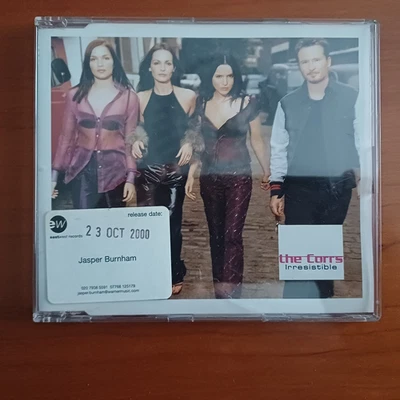 release date:
ew
23 OCT 2000
Jasper Burnham
the Corrs
Irresistible